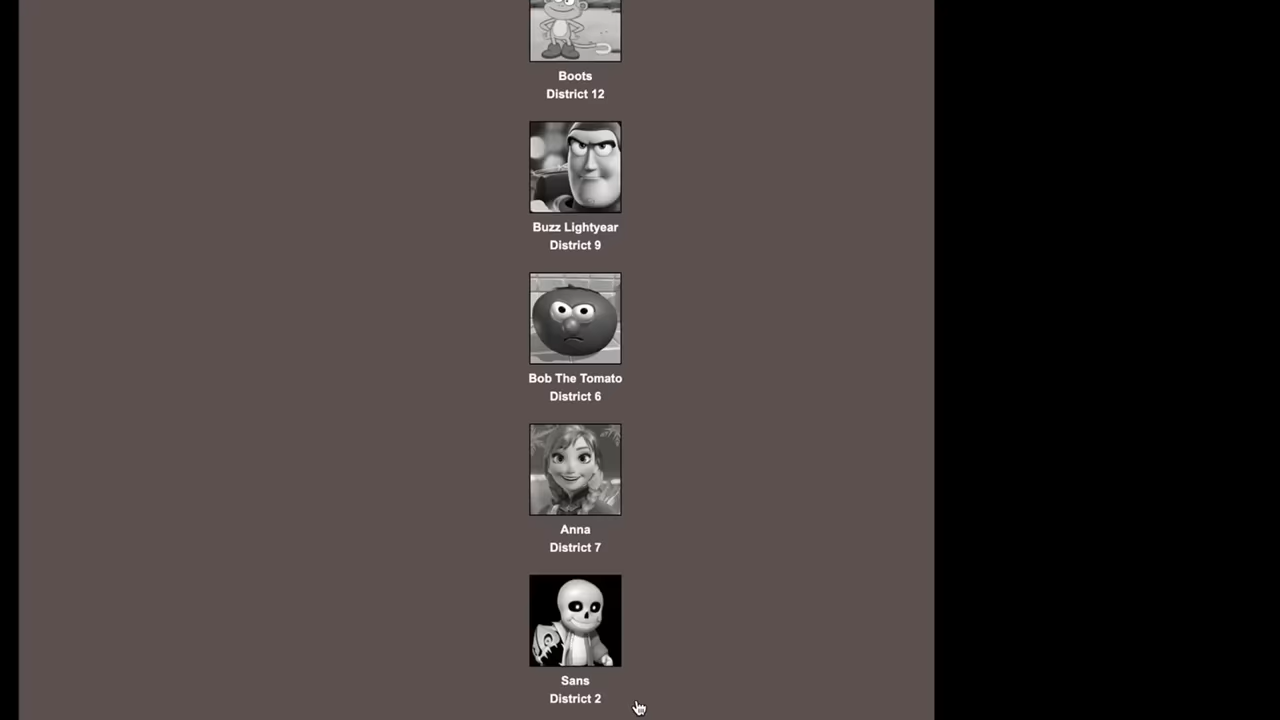 Boots
District 12
Buzz Lightyear
District 9
Bob The Tomato
District 6
Anna
District 7
Sans
District 2